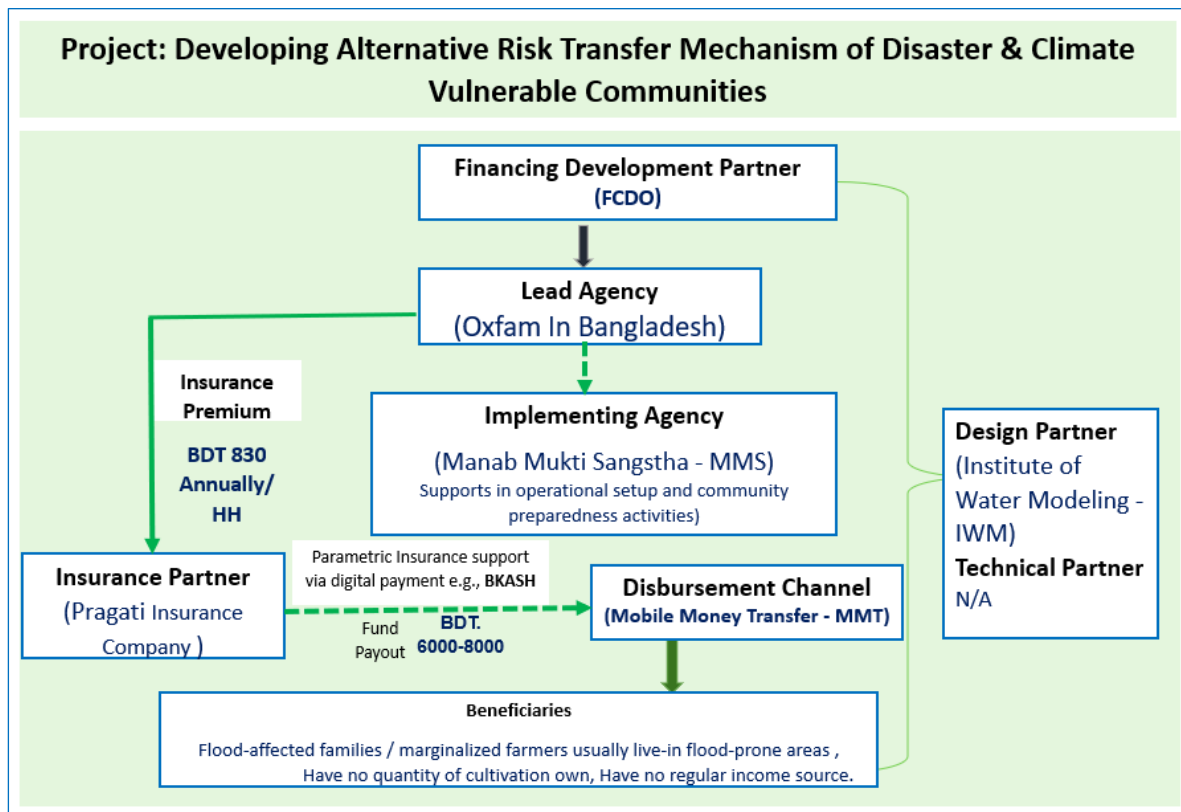 Project: Developing Alternative Risk Transfer Mechanism of Disaster & Climate
Vulnerable Communities
Financing Development Partner
(FCDO)
Lead Agency
(Oxfam In Bangladesh)
Insurance
Premium
BDT 830
Annually/
HH
Implementing Agency
(Manab Mukti Sangstha - MMS)
Supports in operational setup and community
preparedness activities)
Design Partner
(Institute of
Water Modeling -
IWM)
Technical Partner
N/A
Insurance Partner
(Pragati Insurance
Company )
Parametric Insurance support
via digital payment e.g., BKASH
Fund
Payout
BDT.
6000-8000
Disbursement Channel
(Mobile Money Transfer - MMT)
Beneficiaries
Flood-affected families / marginalized farmers usually live-in flood-prone areas ,
Have no quantity of cultivation own, Have no regular income source.